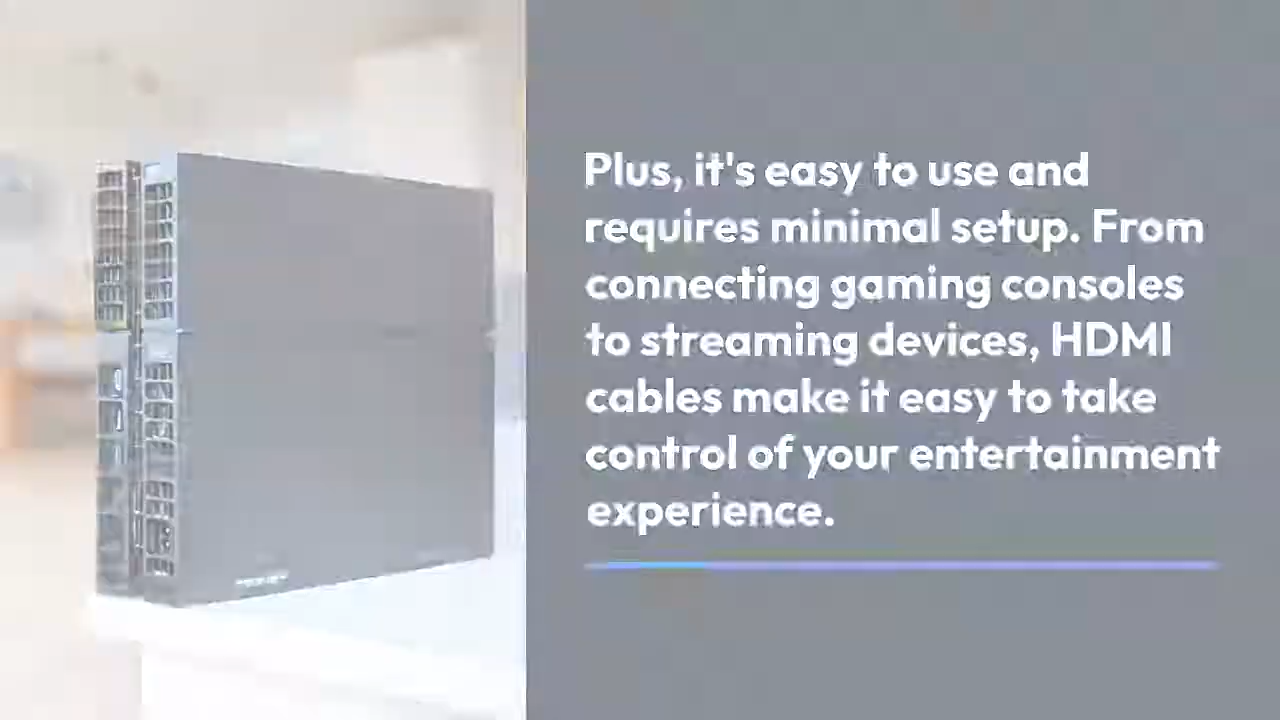 Plus, it's easy to use and
requires minimal setup. From
connecting gaming consoles
to streaming devices, HDMI
cables make it easy to take
control of your entertainment
experience.